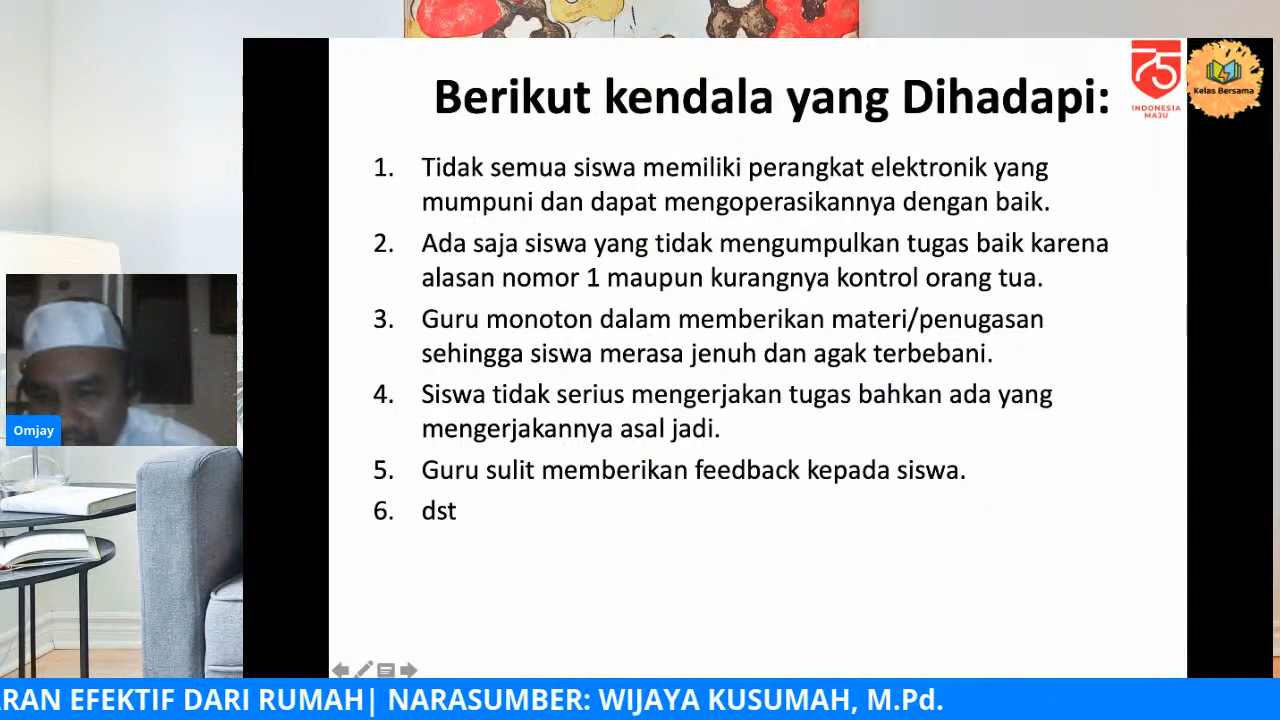 Berikut kendala yang Dihadapi:
75
INDONESIA
MAJU
Kelas Bersama
1. Tidak semua siswa memiliki perangkat elektronik yang
mumpuni dan dapat mengoperasikannya dengan baik.
2. Ada saja siswa yang tidak mengumpulkan tugas baik karena
alasan nomor 1 maupun kurangnya kontrol orang tua.
3. Guru monoton dalam memberikan materi/penugasan
sehingga siswa merasa jenuh dan agak terbebani.
4. Siswa tidak serius mengerjakan tugas bahkan ada yang
mengerjakannya asal jadi.
5. Guru sulit memberikan feedback kepada siswa.
6. dst
Omjay
ARAN EFEKTIF DARI RUMAH| NARASUMBER: WIJAYA KUSUMAH, M.Pd.